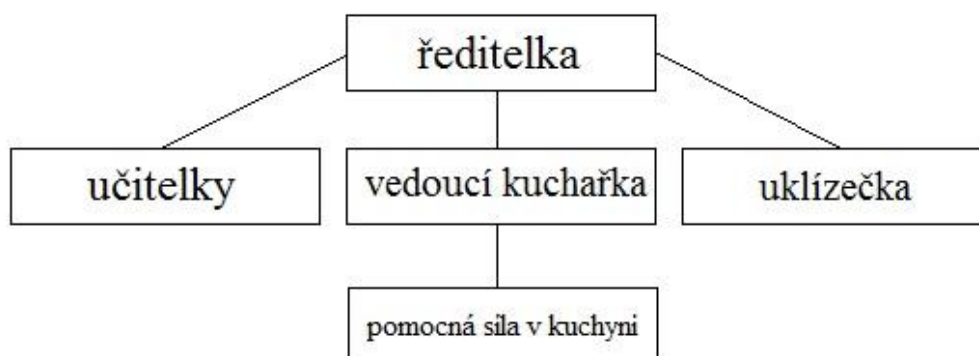 ředitelka
učitelky
vedoucí kuchařka
uklízečka
pomocná síla v kuchyni